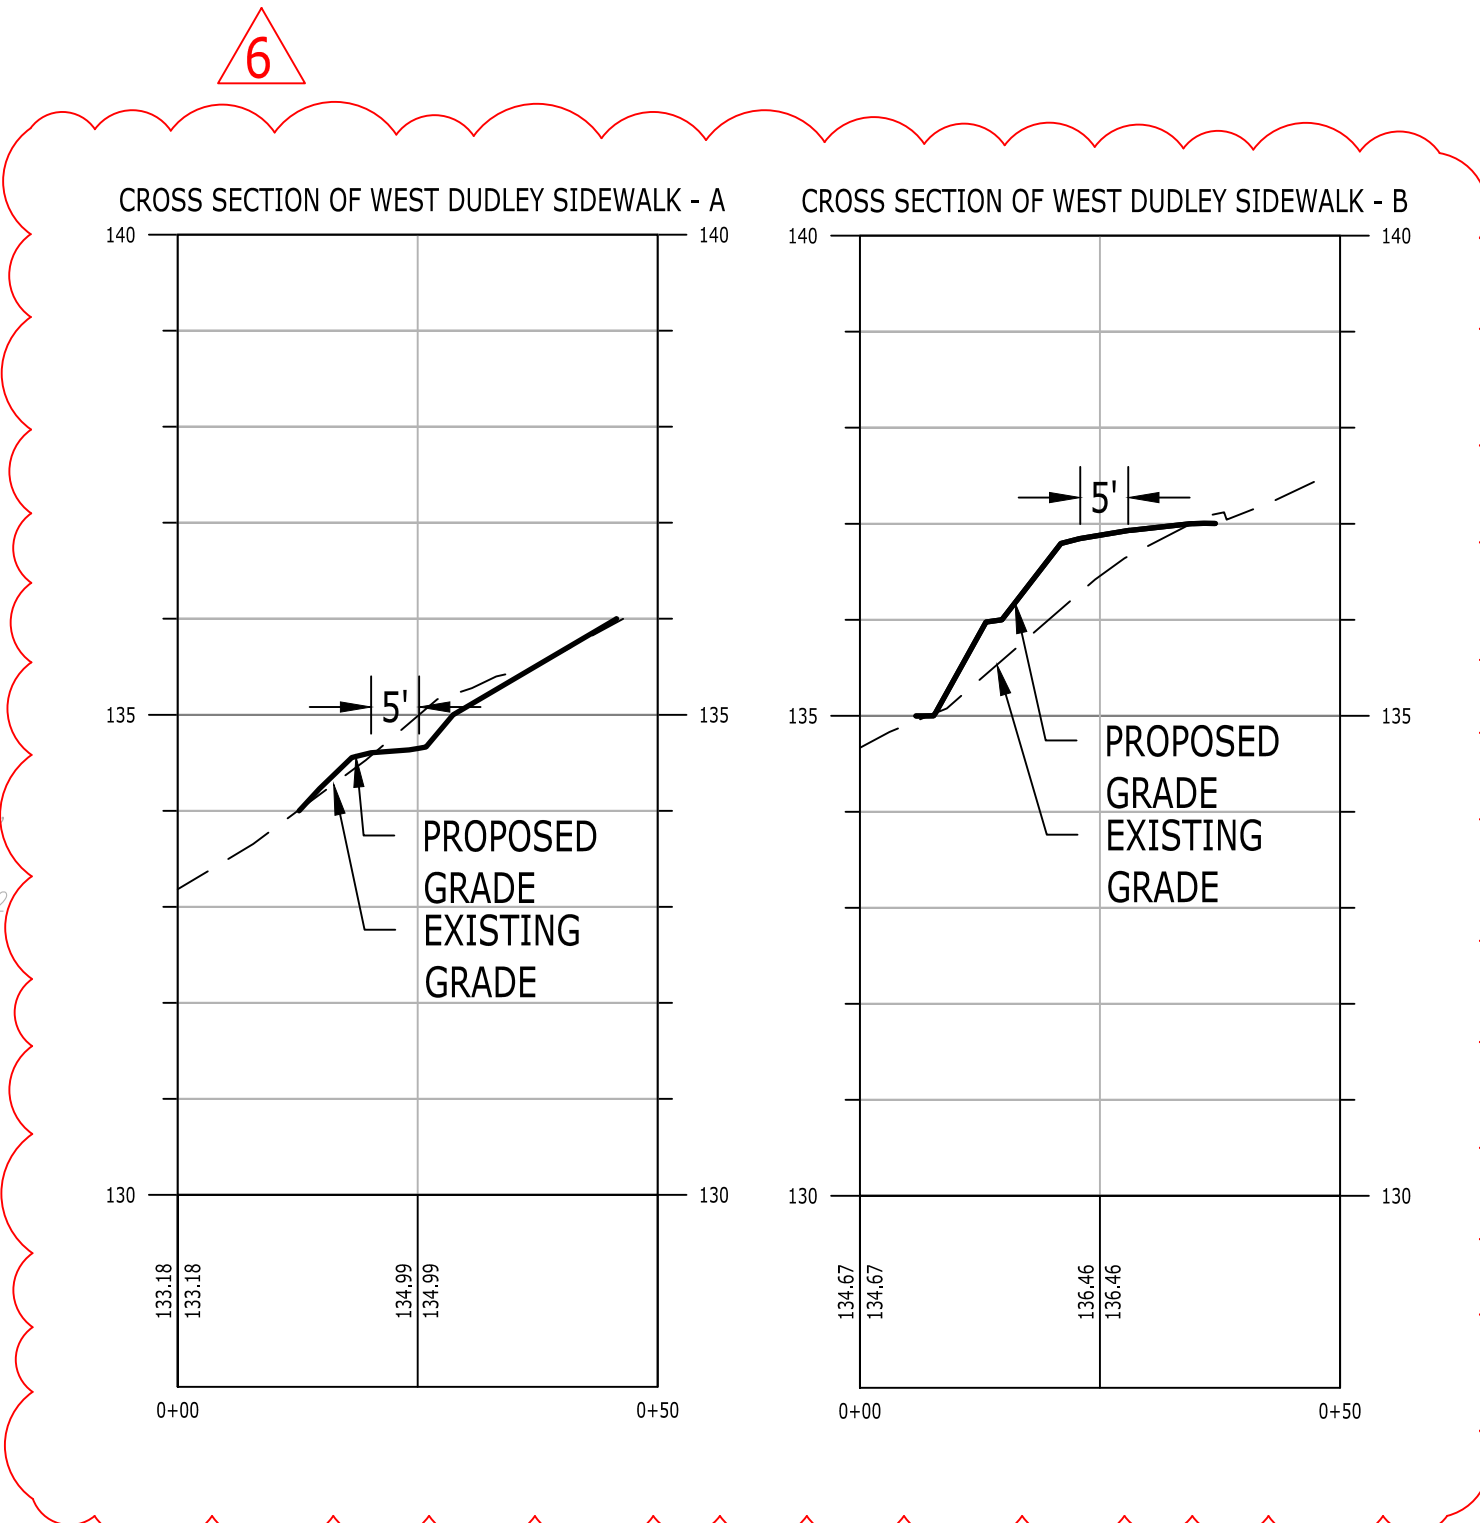 6
CROSS SECTION OF WEST DUDLEY SIDEWALK - A
140
140
5'
135
135
PROPOSED
GRADE
EXISTING
GRADE
130
130
133.18
133.18
134.99
134.99
0+00
0+50
CROSS SECTION OF WEST DUDLEY SIDEWALK - B
140
140
5'
135
135
PROPOSED
GRADE
EXISTING
GRADE
130
130
134.67
134.67
136.46
136.46
0+00
0+50